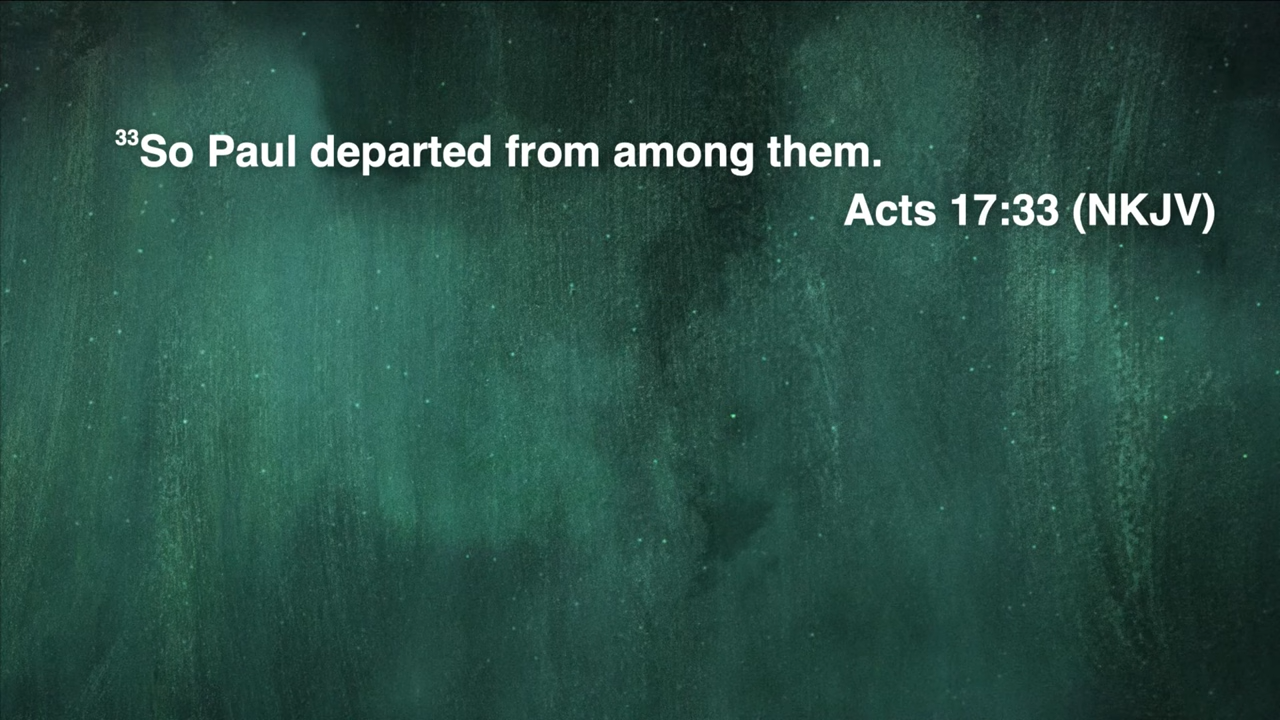 33So Paul departed from among them.
Acts 17:33 (NKJV)